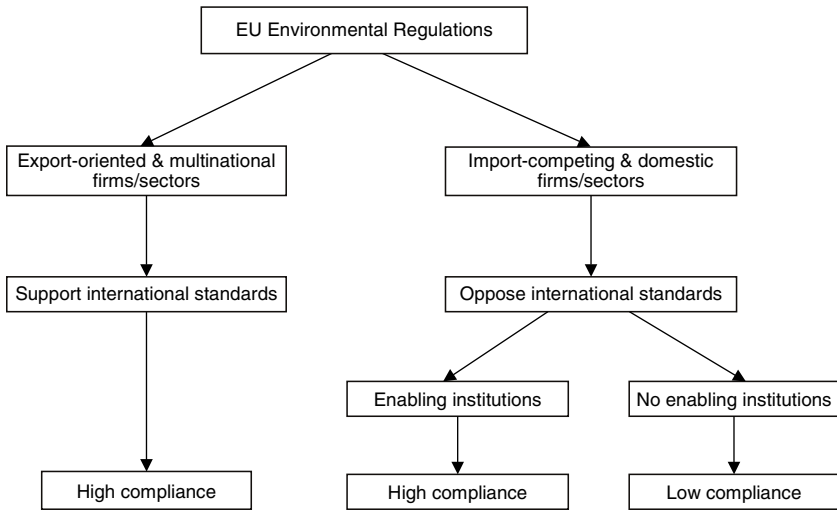 EU Environmental Regulations
Export-oriented & multinational
firms/sectors
Import-competing & domestic
firms/sectors
Support international standards
Oppose international standards
Enabling institutions
No enabling institutions
High compliance
High compliance
Low compliance